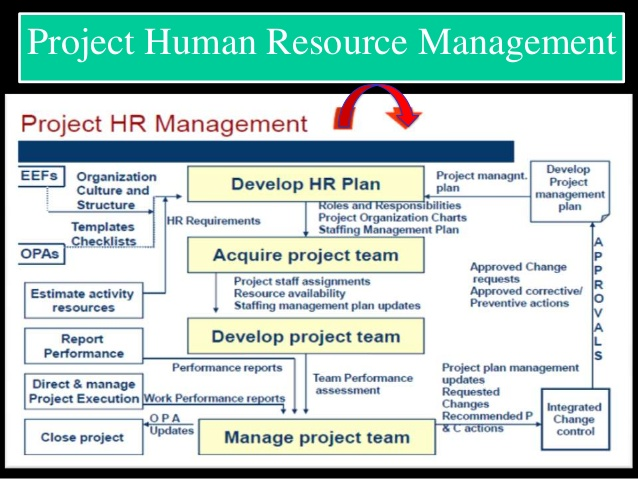 Project Human Resource Management
Project HR Management
EEFs
Organization
Culture and
Structure
Templates
Checklists
OPAs
HR Requirements
Develop HR Plan
Project managnt.
plan
Develop
Project
management
plan
Roles and Responsibilities
Project Organization Charts
Staffing Management Plan
Acquire project team
Estimate activity
resources
Project staff assignments
Resource availability
Staffing management plan updates
Approved Change
requests
Approved corrective/
Preventive actions
APPROVALS
Report
Performance
Develop project team
Performance reports
Team Performance
assessment
Direct & manage
Project Execution
Work Performance reports
Project plan management
updates
Requested
Changes
Recommended P
& C actions
Integrated
Change
control
Close project
O P A
Updates
Manage project team